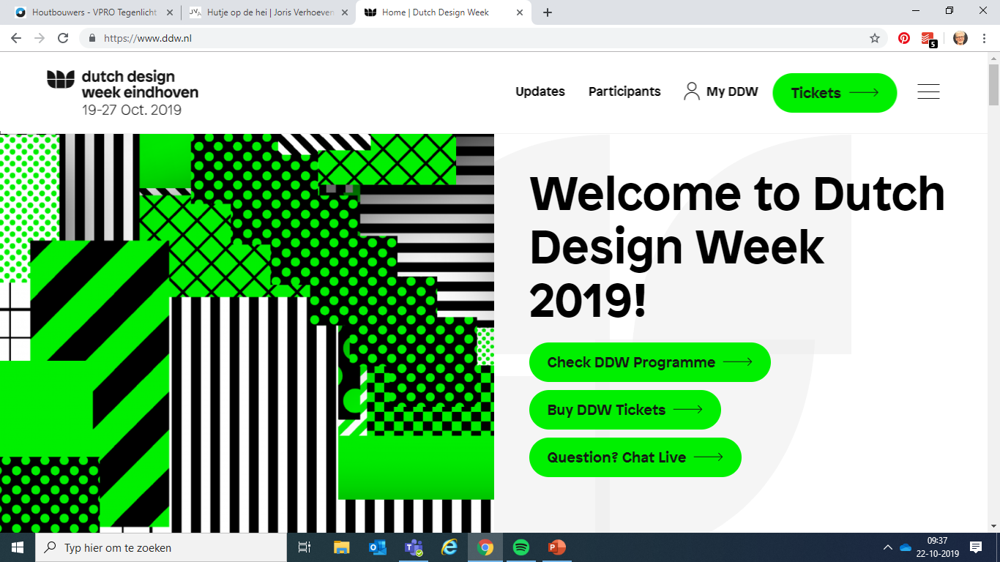 Houtbouwers - VPRO Tegenlicht
Hutje op de hei | Joris Verhoeven
Home | Dutch Design Week
https://www.ddw.nl
5
dutch design
week eindhoven
19-27 Oct. 2019
Updates
Participants
My DDW
Tickets
Welcome to Dutch
Design Week
2019!
Check DDW Programme
Buy DDW Tickets
Question? Chat Live
Typ hier om te zoeken
09:37
22-10-2019